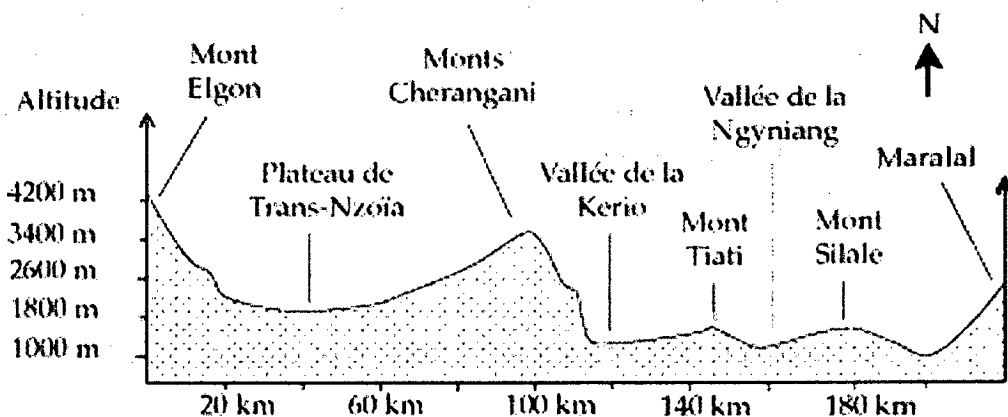 N
Mont
Elgon
Monts
Cherangani
Vallée de la
Ngyniang
Altitude
Plateau de
Trans-Nzoïa
Vallée de la
Kerio
Maralal
Mont
Tiati
Mont
Silale
4200 m
3400 m
2600 m
1800 m
1000 m
20 km
60 km
100 km
140 km
180 km